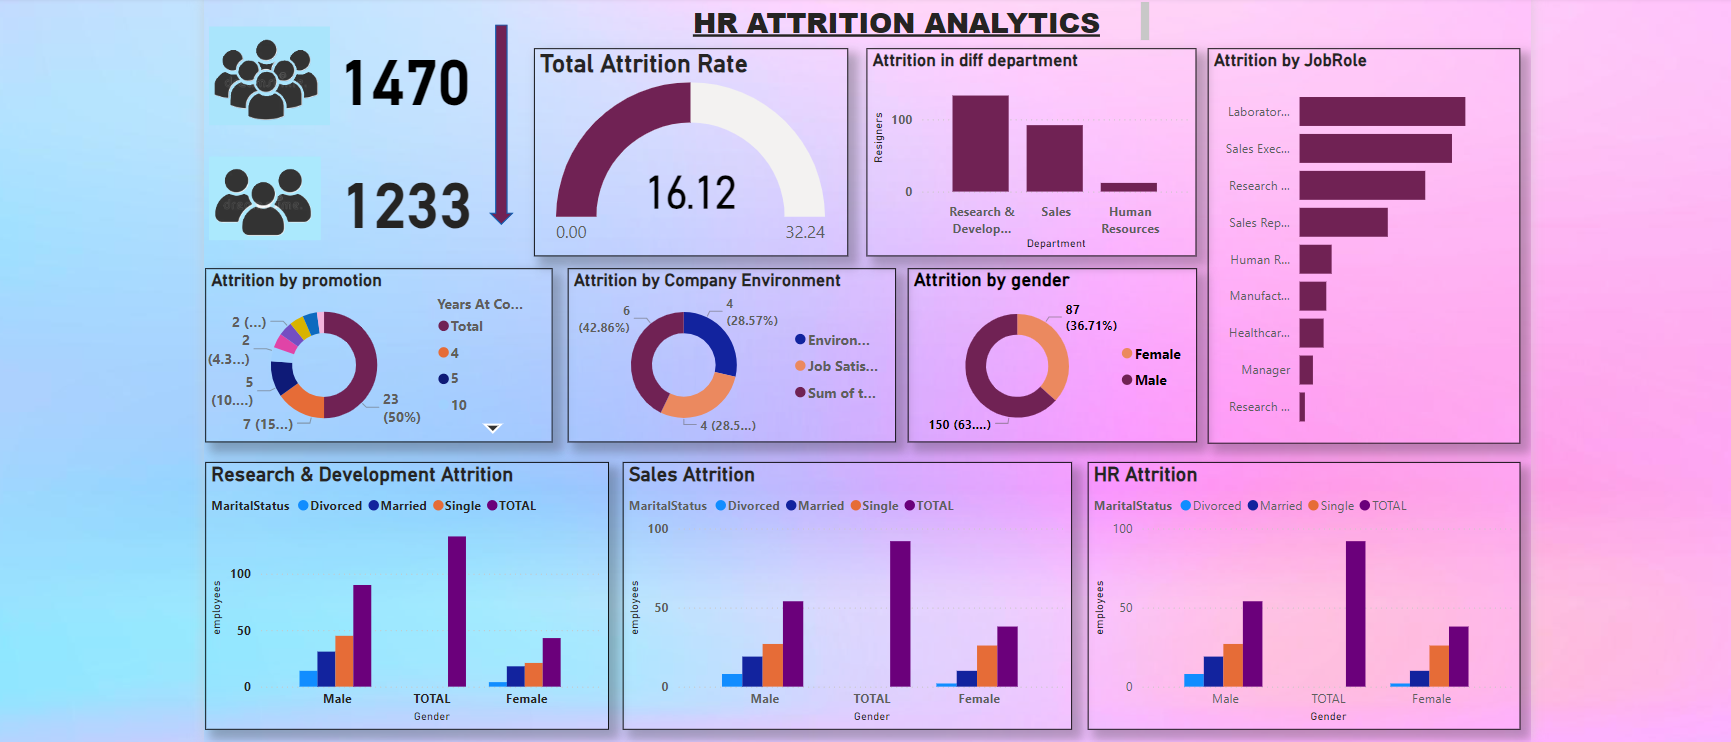 HR ATTRITION ANALYTICS
1470
1233
Total Attrition Rate
16.12
0.00
32.24
Attrition in diff department
Resigners
100
0
Research &
Develop...
Sales
Human
Resources
Department
Attrition by JobRole
Laborator...
Sales Exec...
Research ...
Sales Rep...
Human R...
Manufact...
Healthcar...
Manager
Research ...
Attrition by promotion
2 (...)
2
(4.3...)
5
(10....)
7 (15...)
23
(50%)
Years At Co...
Total
4
5
10
Attrition by Company Environment
6
(42.86%)
4
(28.57%)
4 (28.5...)
Environ...
Job Satis...
Sum of t...
Attrition by gender
87
(36.71%)
150 (63....)
Female
Male
Research & Development Attrition
MaritalStatus Divorced Married Single TOTAL
employees
100
50
0
Male
TOTAL
Female
Gender
Sales Attrition
MaritalStatus Divorced Married Single TOTAL
employees
100
50
0
Male
TOTAL
Female
Gender
HR Attrition
MaritalStatus Divorced Married Single TOTAL
employees
100
50
0
Male
TOTAL
Female
Gender